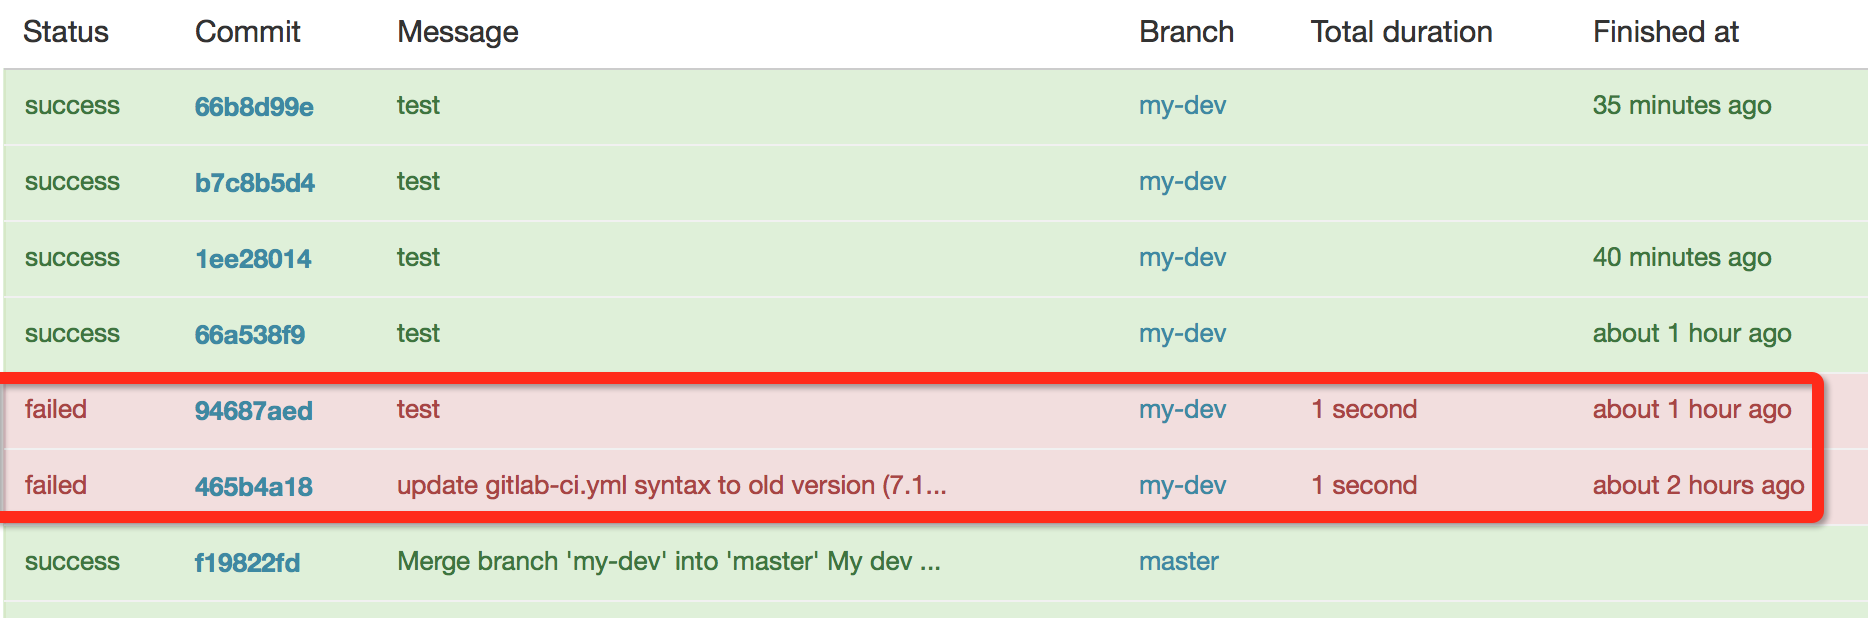 Status Commit Message Branch Total duration Finished at
success 66b8d99e test my-dev 35 minutes ago
success b7c8b5d4 test my-dev
success 1ee28014 test my-dev 40 minutes ago
success 66a538f9 test my-dev about 1 hour ago
failed 94687aed test my-dev 1 second about 1 hour ago
failed 465b4a18 update gitlab-ci.yml syntax to old version (7.1... my-dev 1 second about 2 hours ago
success f19822fd Merge branch 'my-dev' into 'master' My dev ... master